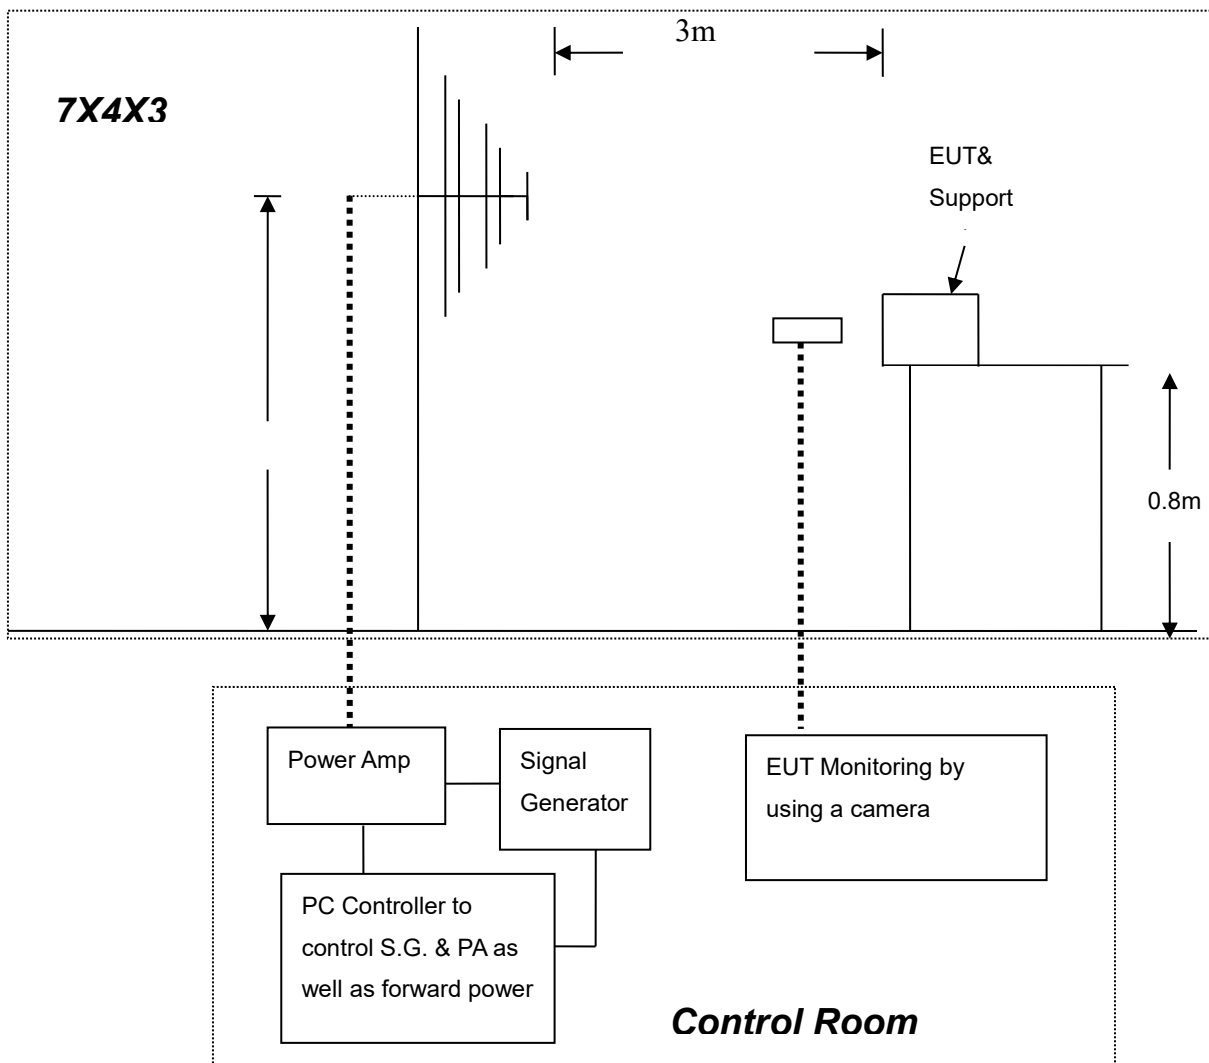 3m
7X4X3
EUT&
Support
0.8m
Power Amp
Signal
Generator
EUT Monitoring by
using a camera
PC Controller to
control S.G. & PA as
well as forward power
Control Room